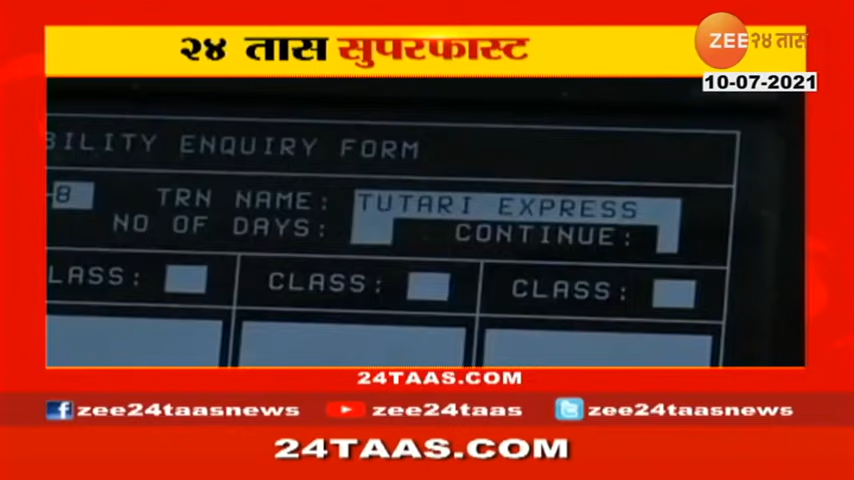 २४ तास सुपरफास्ट
ZEE २४ तास
10-07-2021
BILITY ENQUIRY FORM
-8 TRN NAME: TUTARI EXPRESS
NO OF DAYS: CONTINUE:
LASS: CLASS: CLASS:
24TAAS.COM
zee24taasnews zee24taas zee24taasnews
24TAAS.COM